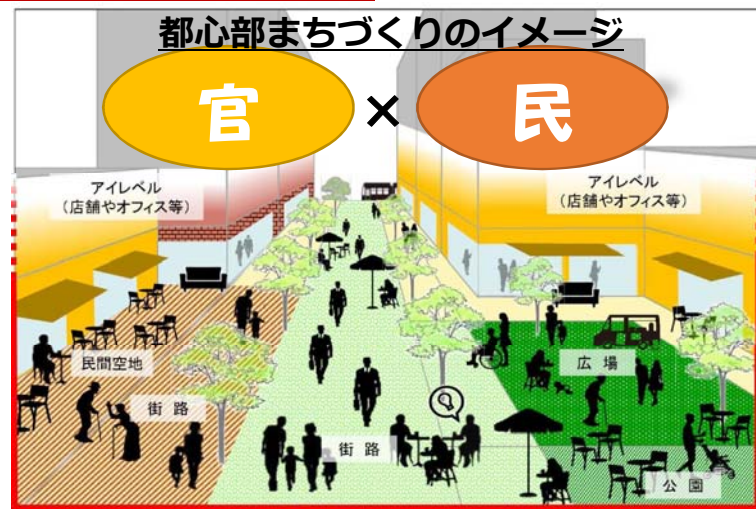 都心部まちづくりのイメージ
官 × 民
アイレベル
(店舗やオフィス等)
アイレベル
(店舗やオフィス等)
民間空地
広 場
街 路
街 路
公 園